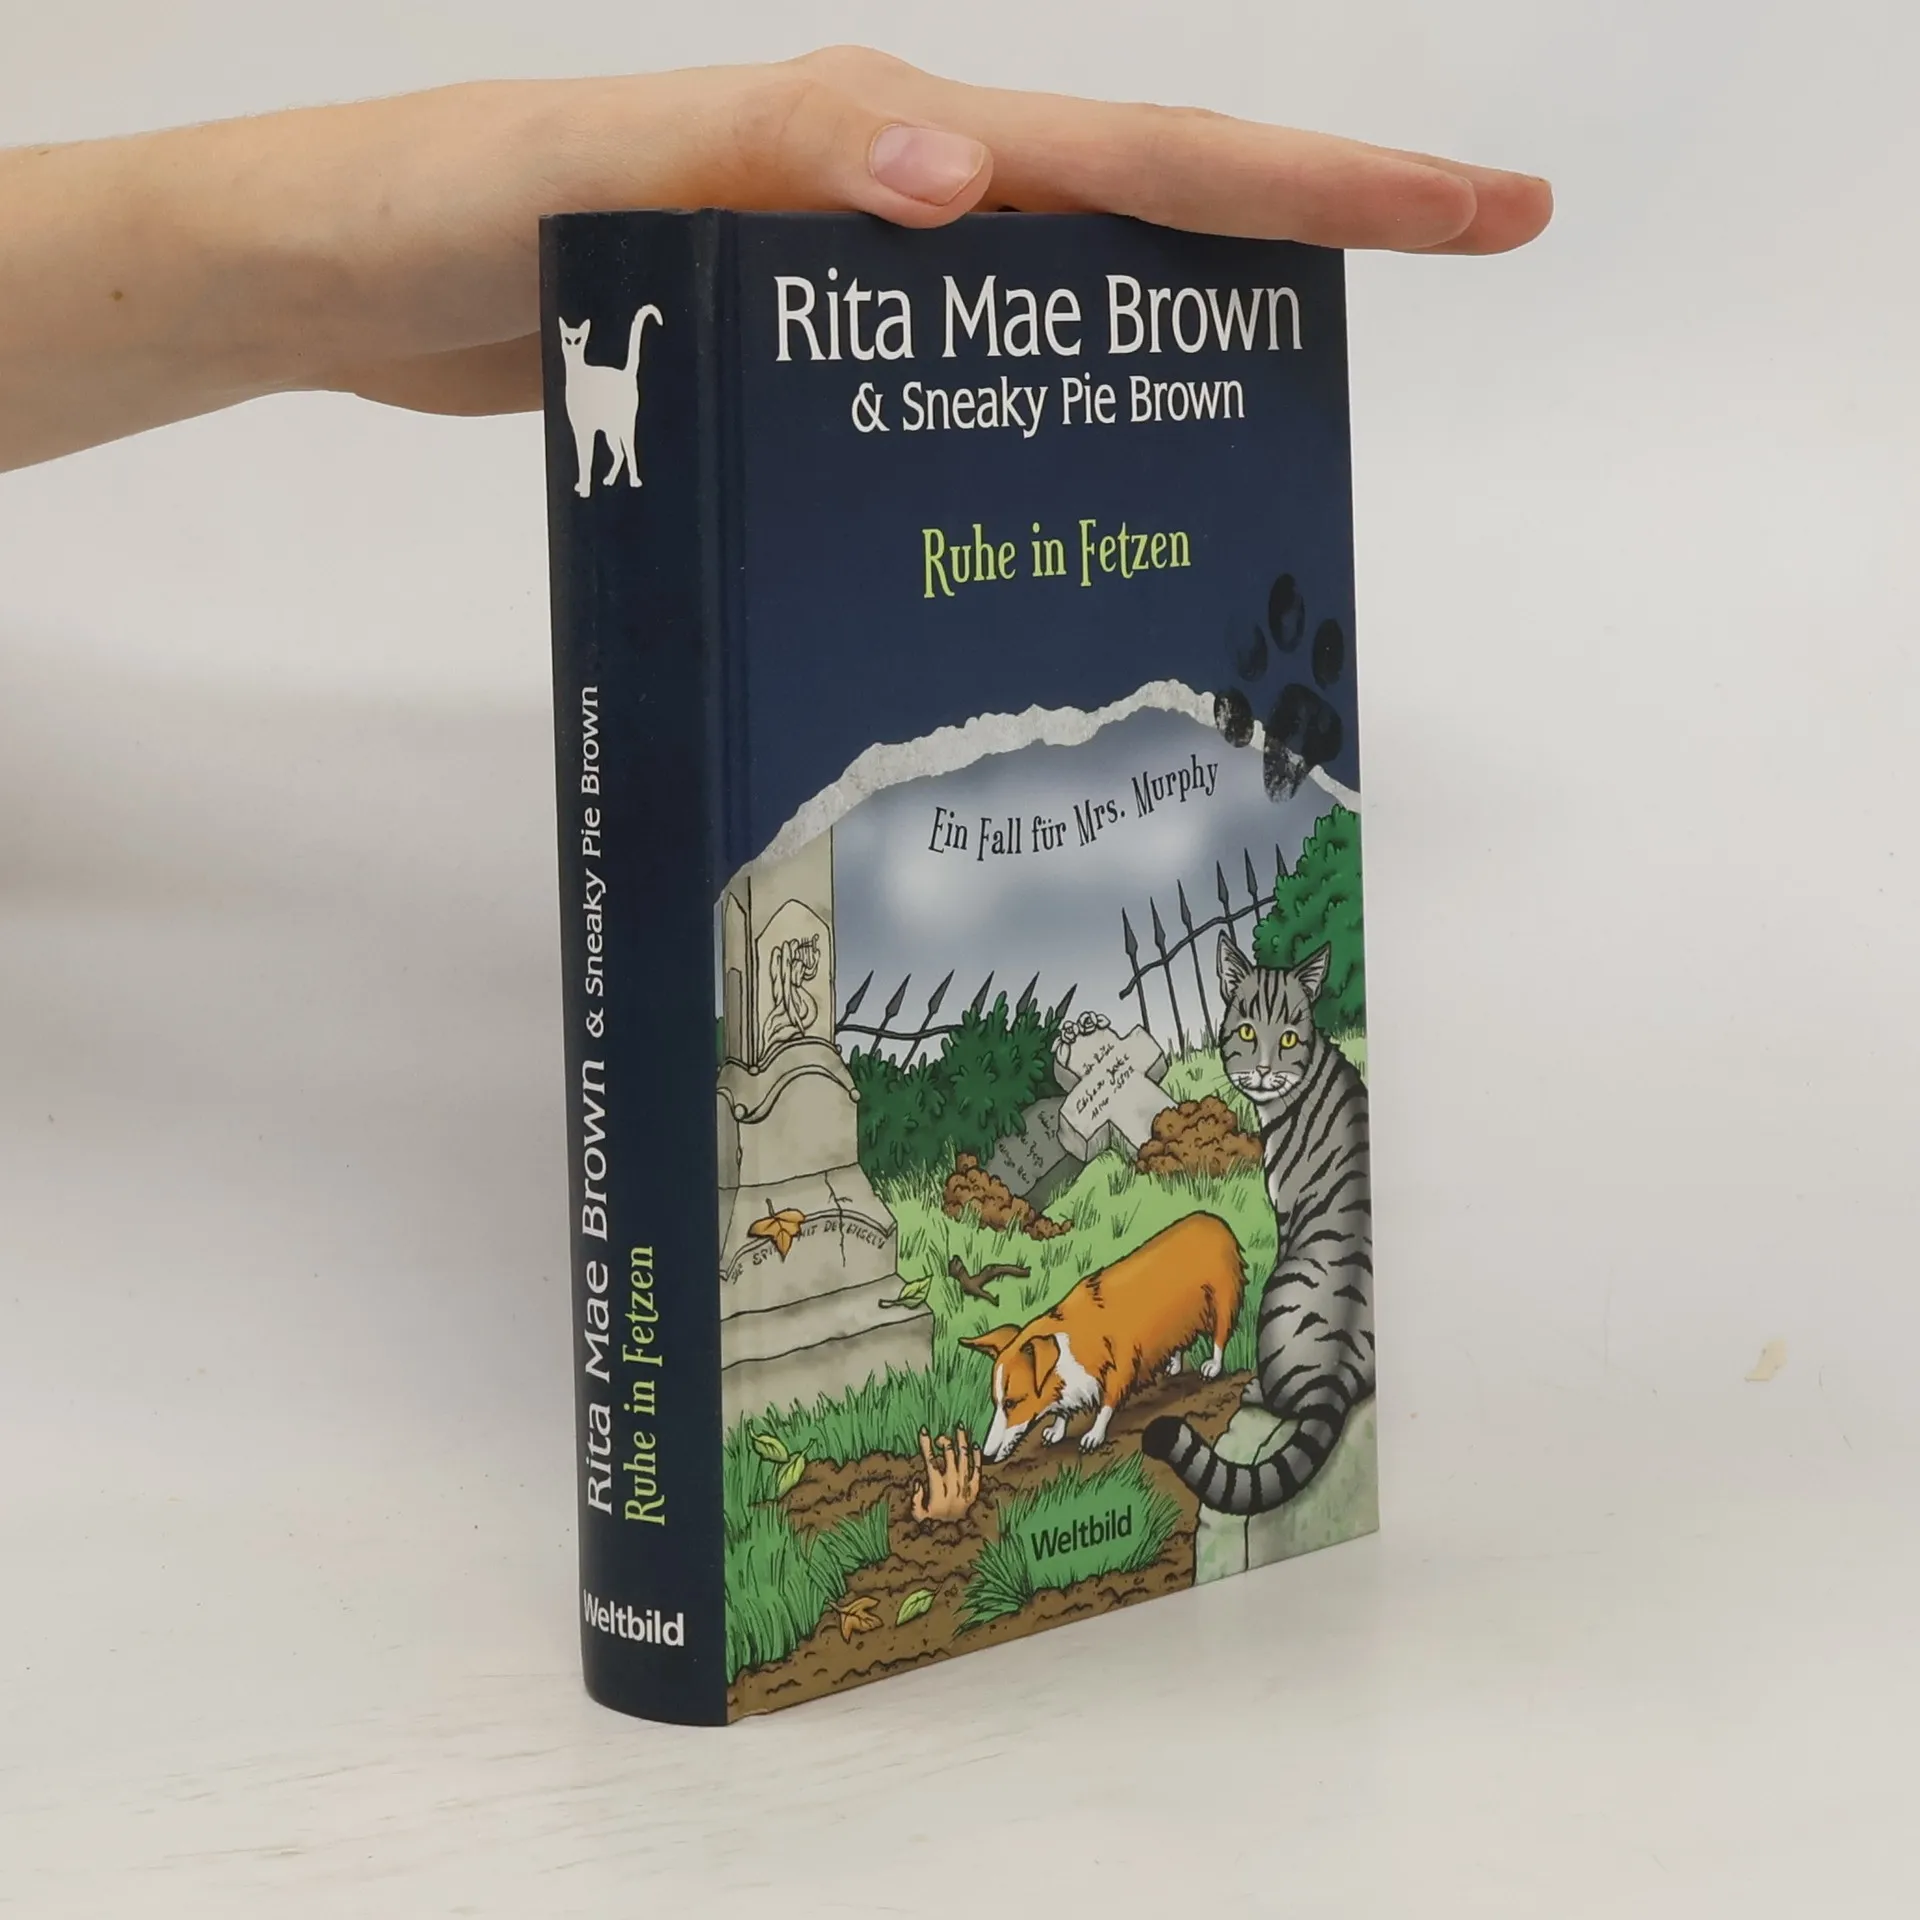 Rita Mae Brown
& Sneaky Pie Brown
Ruhe in Fetzen
Ein Fall für Mrs. Murphy
Weltbild
Rita Mae Brown & Sneaky Pie Brown
Ruhe in Fetzen
Weltbild